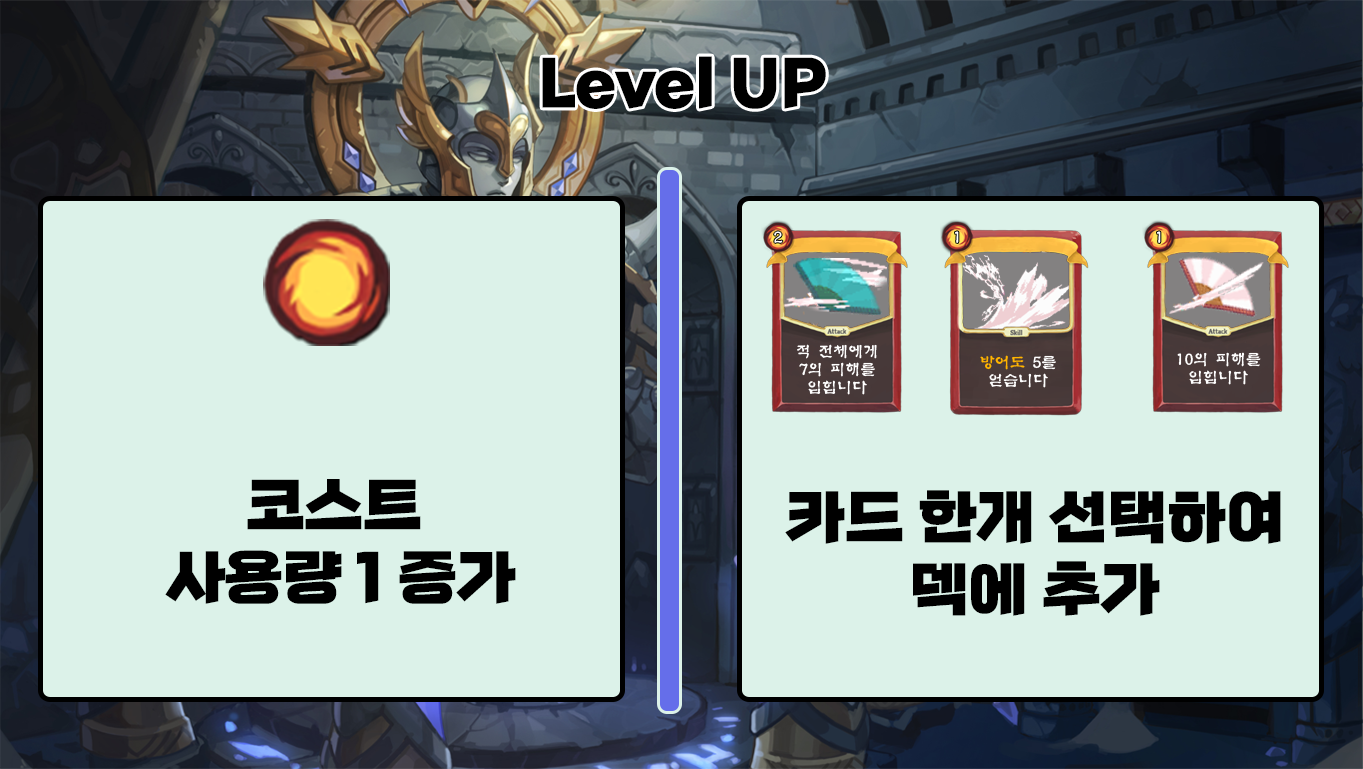 Level UP
코스트
사용량 1 증가
2
Attack
적 전체에게
7의 피해를
입힙니다
1
Skill
방어도 5를
얻습니다
1
Attack
10의 피해를
입힙니다
카드 한개 선택하여
덱에 추가